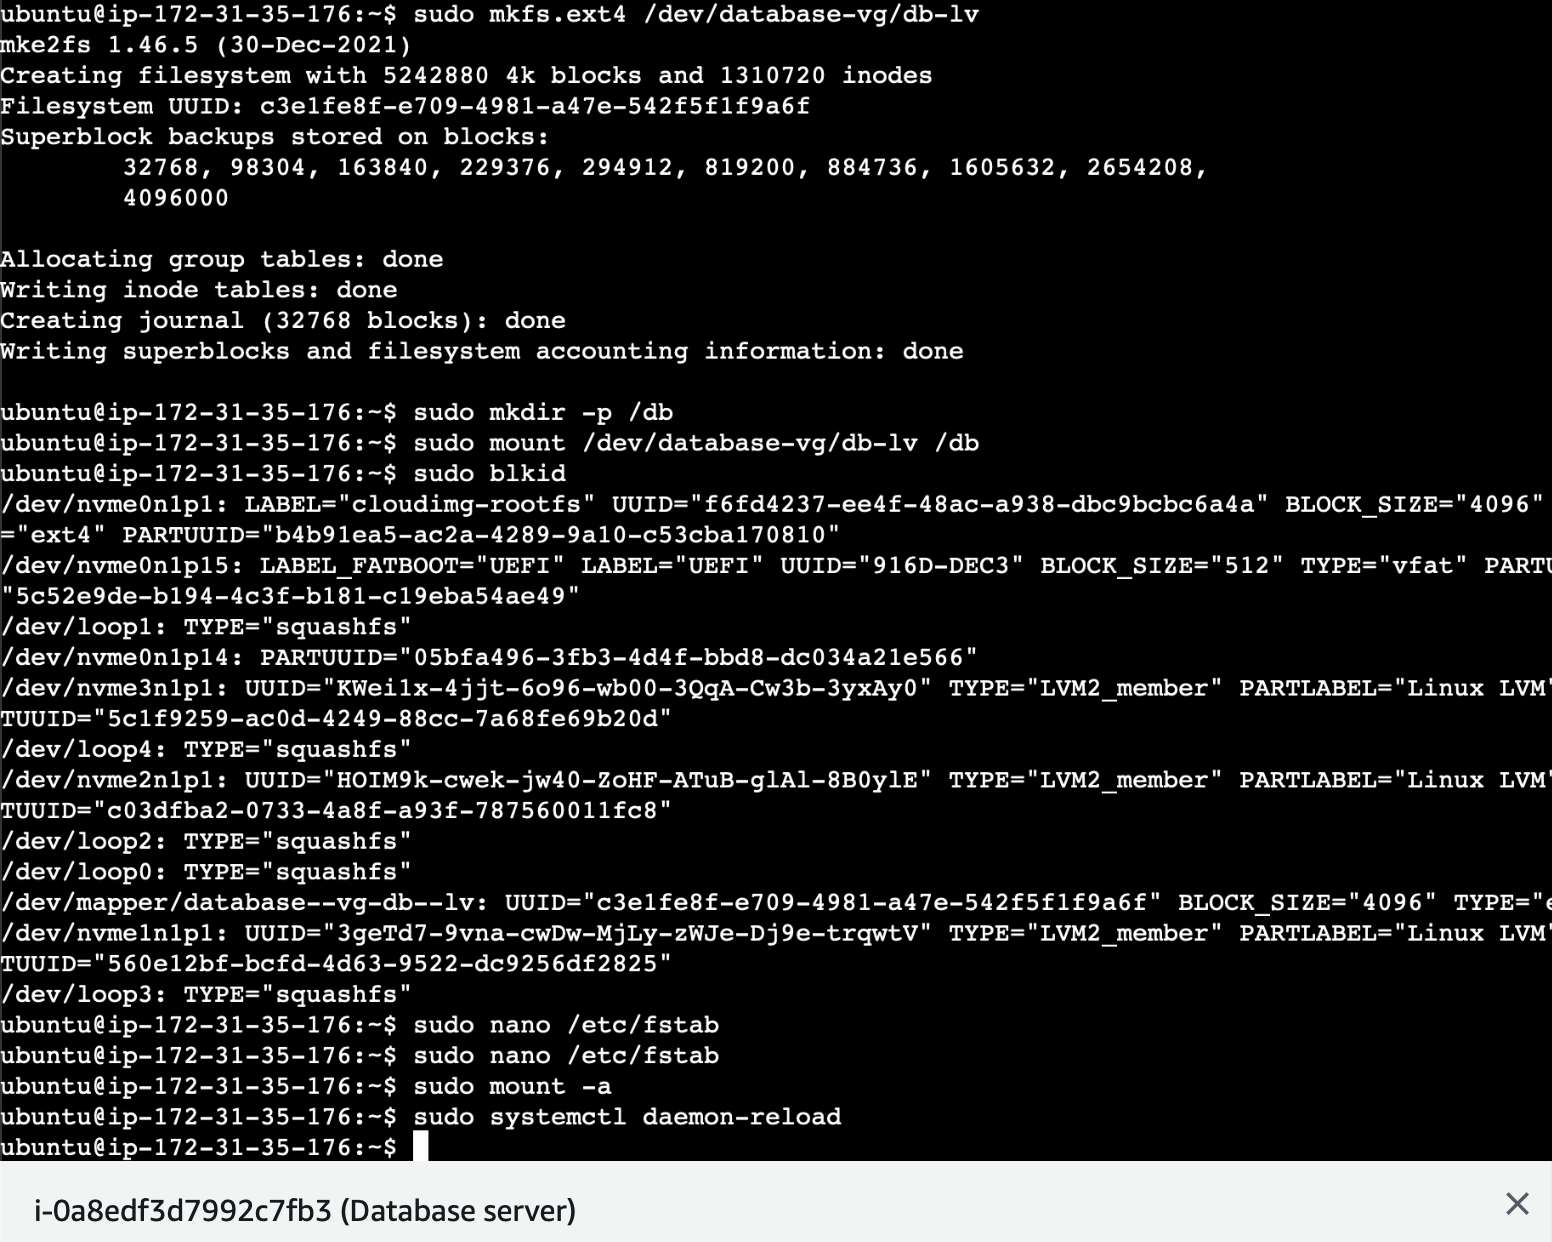 ubuntu@ip-172-31-35-176:~$ sudo mkfs.ext4 /dev/database-vg/db-lv
mke2fs 1.46.5 (30-Dec-2021)
Creating filesystem with 5242880 4k blocks and 1310720 inodes
Filesystem UUID: c3e1fe8f-e709-4981-a47e-542f5f1f9a6f
Superblock backups stored on blocks:
        32768, 98304, 163840, 229376, 294912, 819200, 884736, 1605632, 2654208,
        4096000
Allocating group tables: done
Writing inode tables: done
Creating journal (32768 blocks): done
Writing superblocks and filesystem accounting information: done
ubuntu@ip-172-31-35-176:~$ sudo mkdir -p /db
ubuntu@ip-172-31-35-176:~$ sudo mount /dev/database-vg/db-lv /db
ubuntu@ip-172-31-35-176:~$ sudo blkid
/dev/nvme0n1p1: LABEL="cloudimg-rootfs" UUID="f6fd4237-ee4f-48ac-a938-dbc9bcbc6a4a" BLOCK_SIZE="4096"
="ext4" PARTUUID="b4b91ea5-ac2a-4289-9a10-c53cba170810"
/dev/nvme0n1p15: LABEL_FATBOOT="UEFI" LABEL="UEFI" UUID="916D-DEC3" BLOCK_SIZE="512" TYPE="vfat" PARTU
"5c52e9de-b194-4c3f-b181-c19eba54ae49"
/dev/loop1: TYPE="squashfs"
/dev/nvme0n1p14: PARTUUID="05bfa496-3fb3-4d4f-bbd8-dc034a21e566"
/dev/nvme3n1p1: UUID="KWei1x-4jjt-6o96-wb00-3QqA-Cw3b-3yxAy0" TYPE="LVM2_member" PARTLABEL="Linux LVM"
TUUID="5c1f9259-ac0d-4249-88cc-7a68fe69b20d"
/dev/loop4: TYPE="squashfs"
/dev/nvme2n1p1: UUID="HOIM9k-cwek-jw40-ZoHF-ATuB-glAl-8B0ylE" TYPE="LVM2_member" PARTLABEL="Linux LVM"
TUUID="c03dfba2-0733-4a8f-a93f-787560011fc8"
/dev/loop2: TYPE="squashfs"
/dev/loop0: TYPE="squashfs"
/dev/mapper/database--vg-db--lv: UUID="c3e1fe8f-e709-4981-a47e-542f5f1f9a6f" BLOCK_SIZE="4096" TYPE="e
/dev/nvme1n1p1: UUID="3geTd7-9vna-cwDw-MjLy-zWJe-Dj9e-trqwtV" TYPE="LVM2_member" PARTLABEL="Linux LVM"
TUUID="560e12bf-bcfd-4d63-9522-dc9256df2825"
/dev/loop3: TYPE="squashfs"
ubuntu@ip-172-31-35-176:~$ sudo nano /etc/fstab
ubuntu@ip-172-31-35-176:~$ sudo nano /etc/fstab
ubuntu@ip-172-31-35-176:~$ sudo mount -a
ubuntu@ip-172-31-35-176:~$ sudo systemctl daemon-reload
ubuntu@ip-172-31-35-176:~$
i-0a8edf3d7992c7fb3 (Database server)